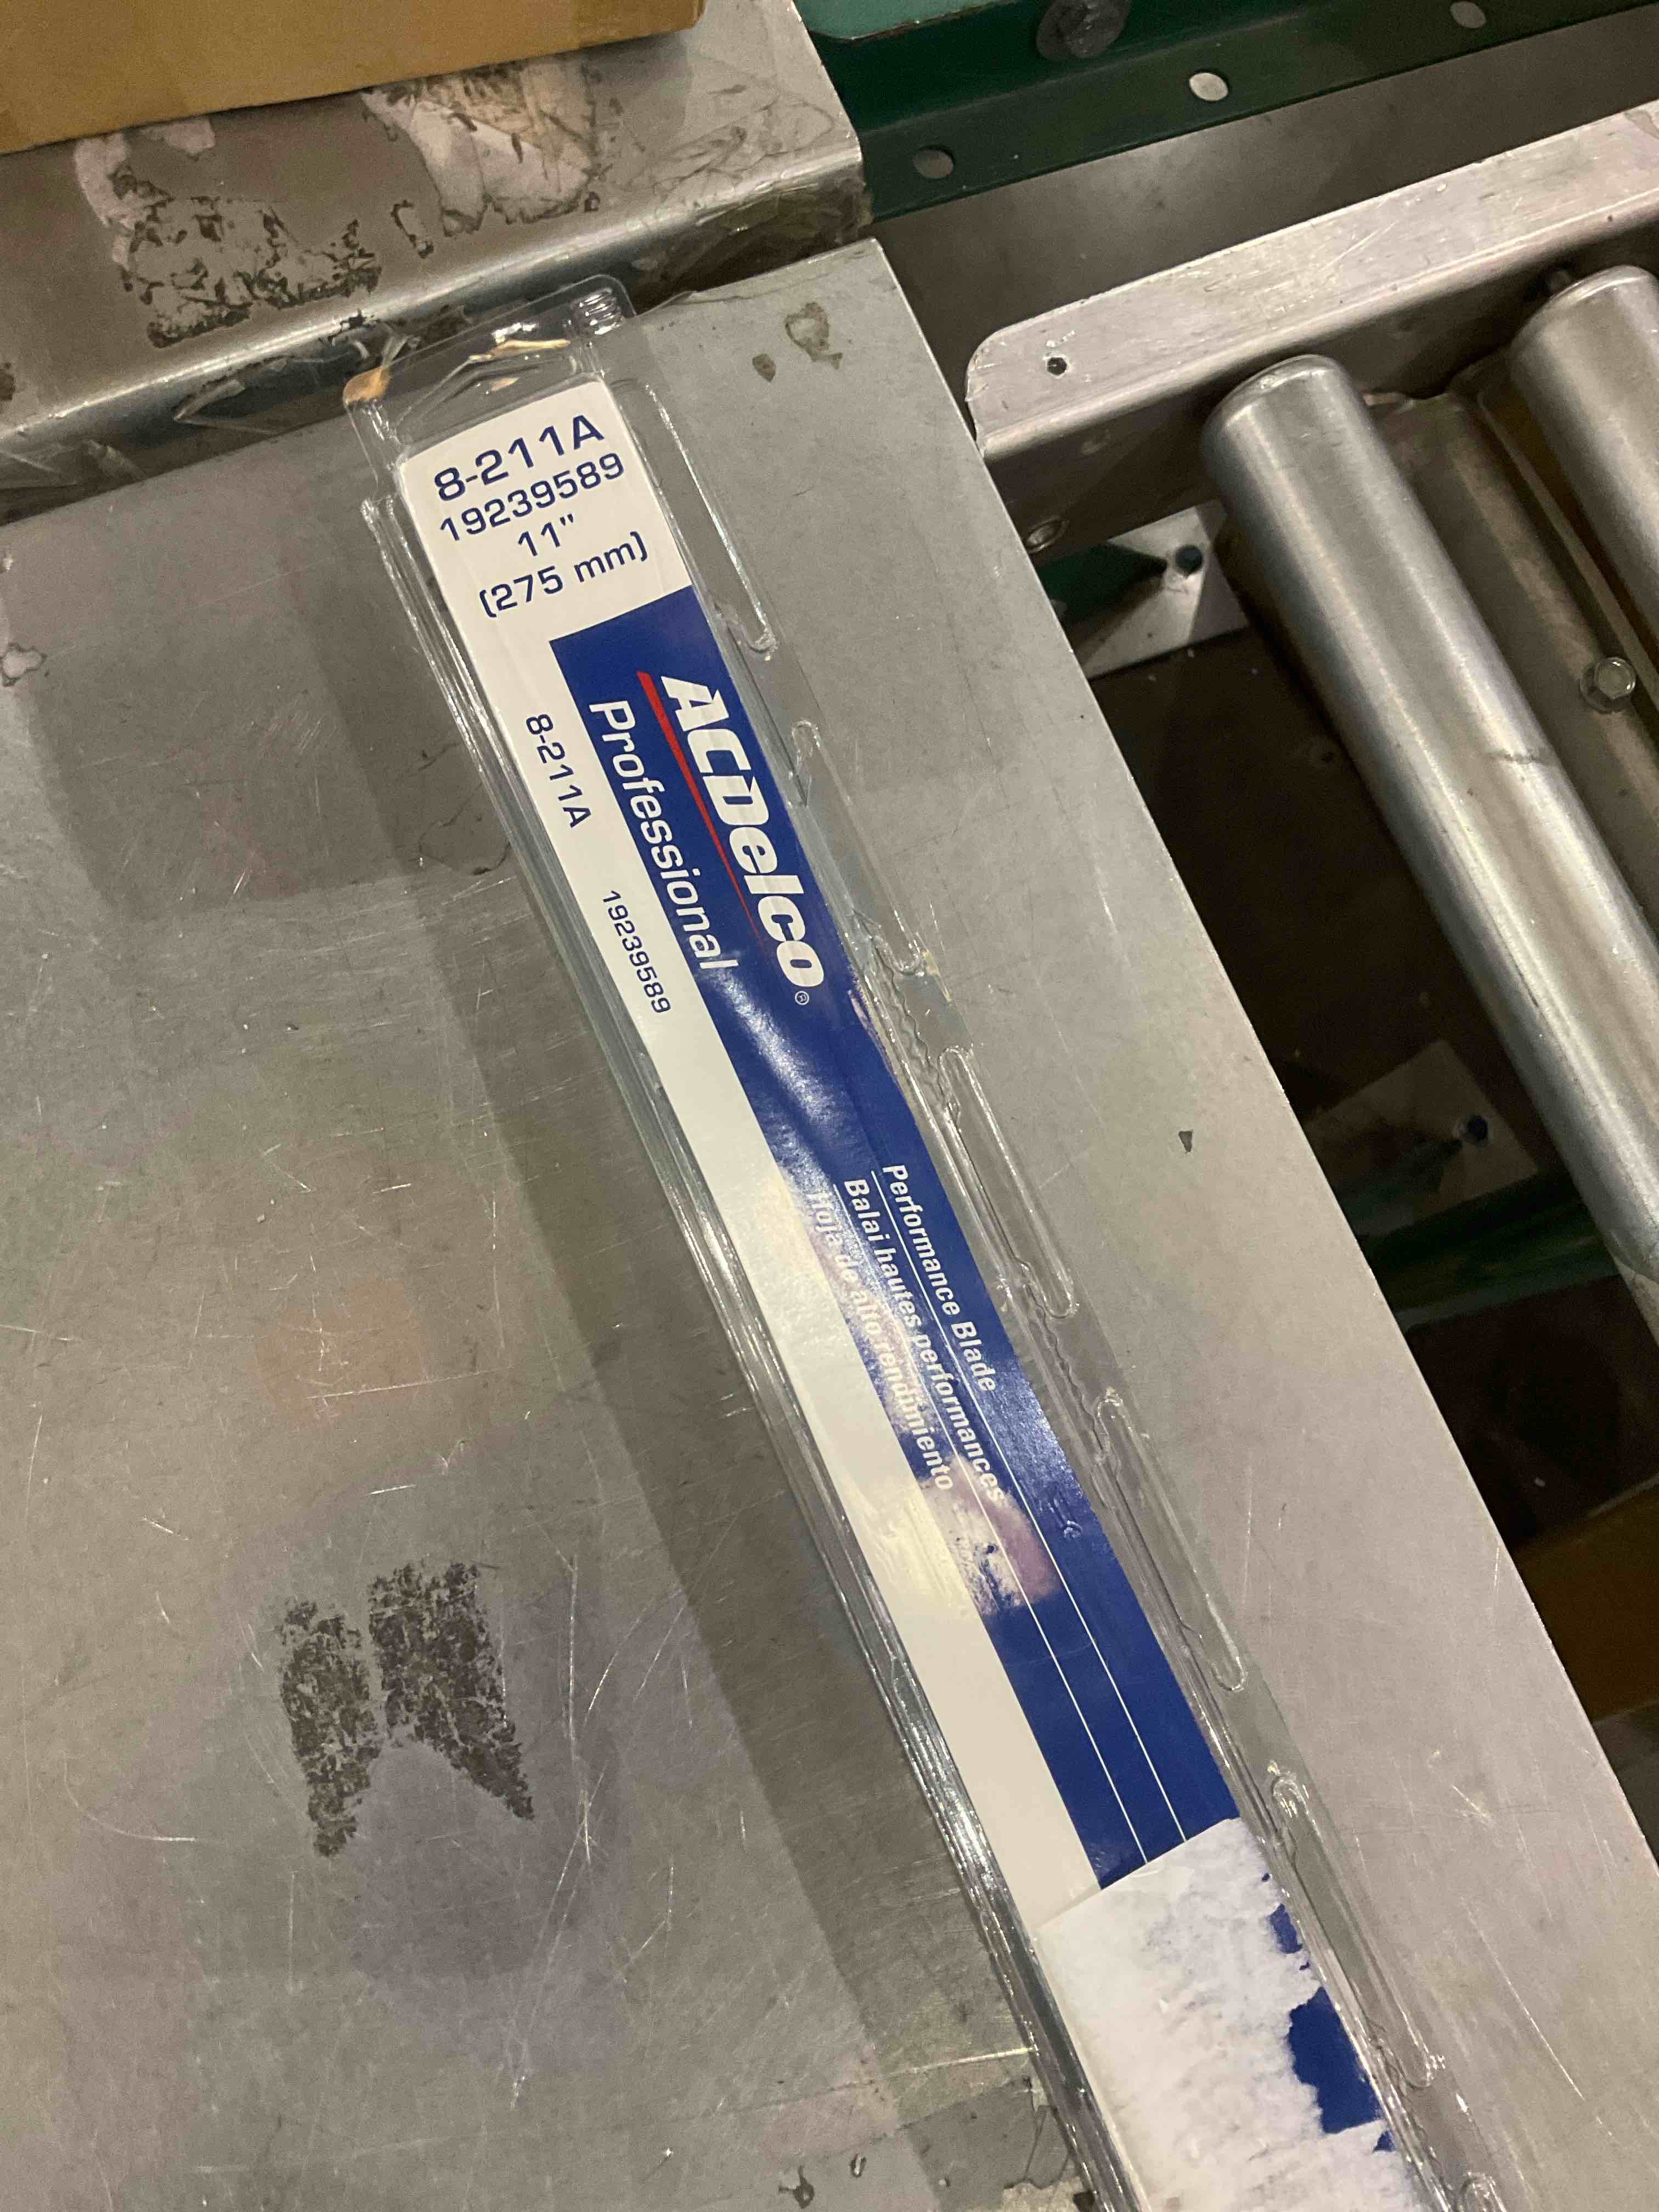 8-211A
19239589
11"
(275 mm)
ACDelco®
Professional
8-211A 19239589
Performance Blade
Balai hautes performances
Hoja de alto rendimiento